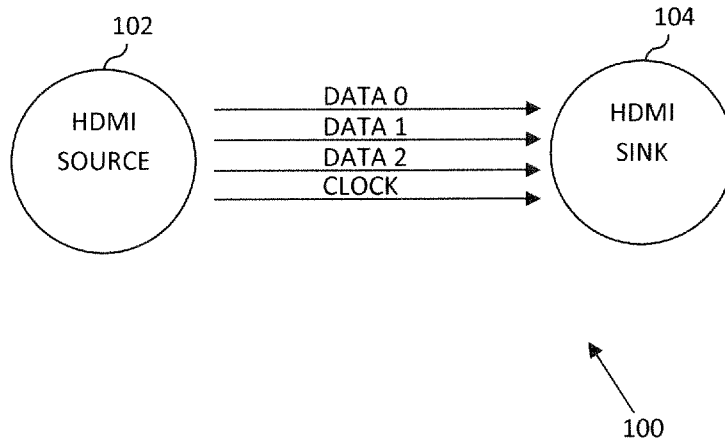 102
104
HDMI
SOURCE
DATA 0
DATA 1
DATA 2
CLOCK
HDMI
SINK
100